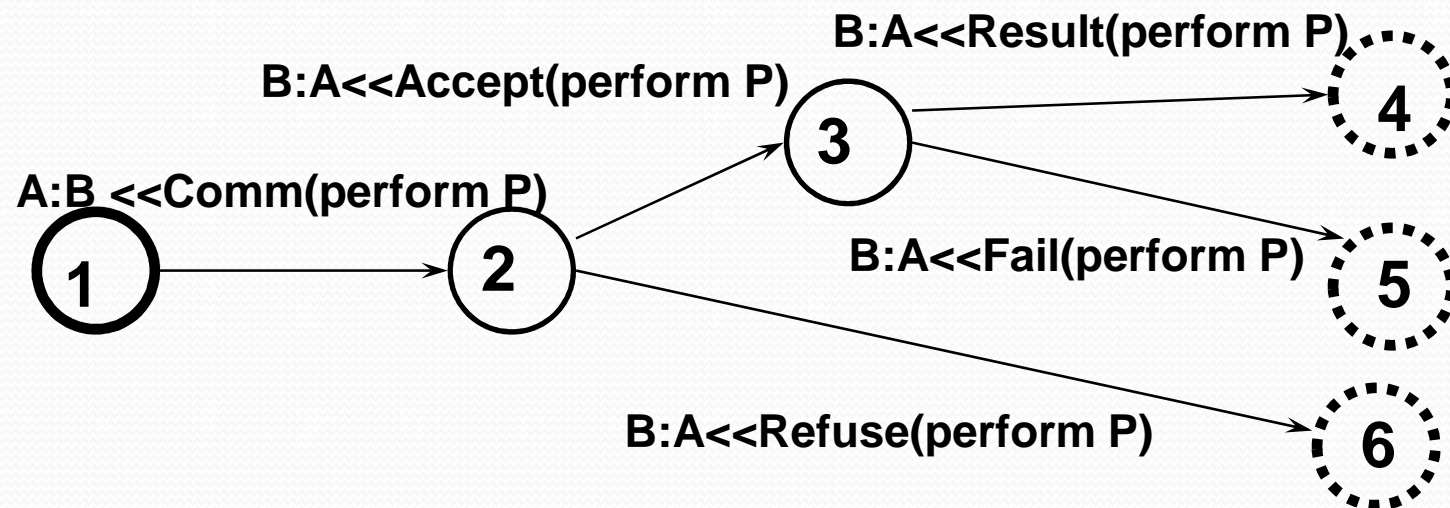 B:A<<Result(perform P)
B:A<<Accept(perform P)
4
3
A:B <<Comm(perform P)
1
2
B:A<<Fail(perform P)
5
B:A<<Refuse(perform P)
6